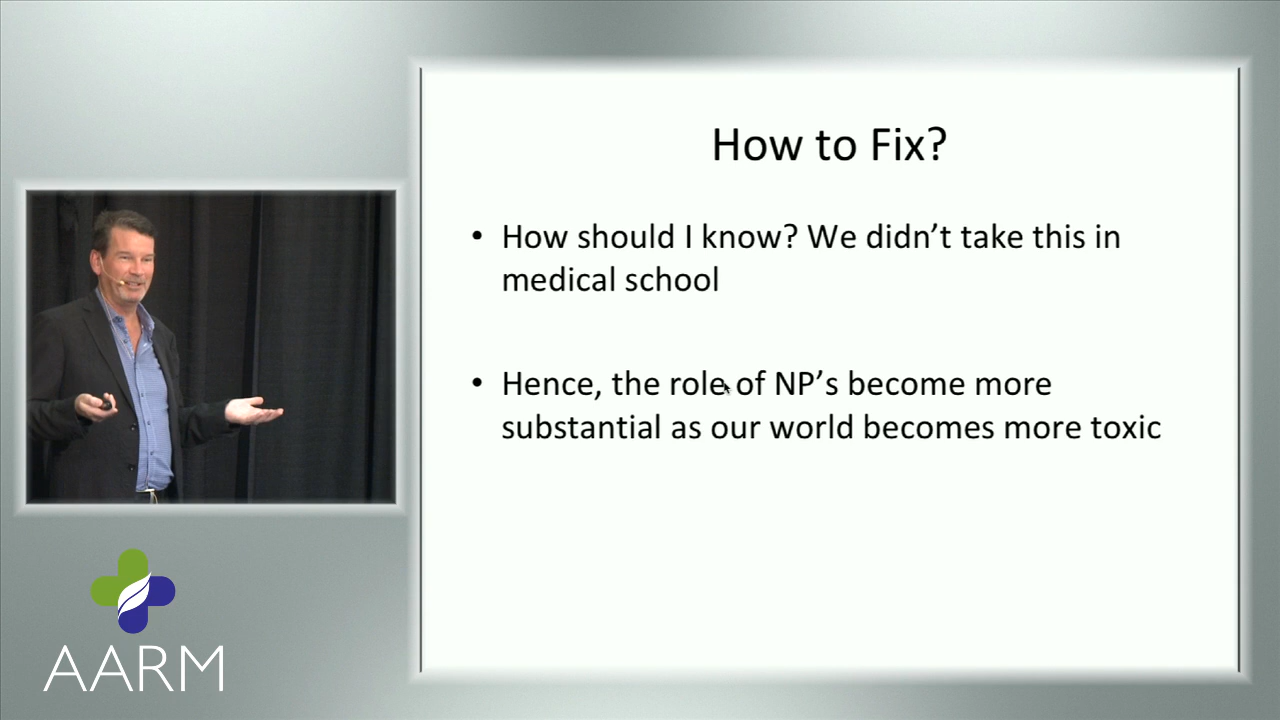 How to Fix?
• How should I know? We didn’t take this in
medical school
• Hence, the role of NP’s become more
substantial as our world becomes more toxic
AARM